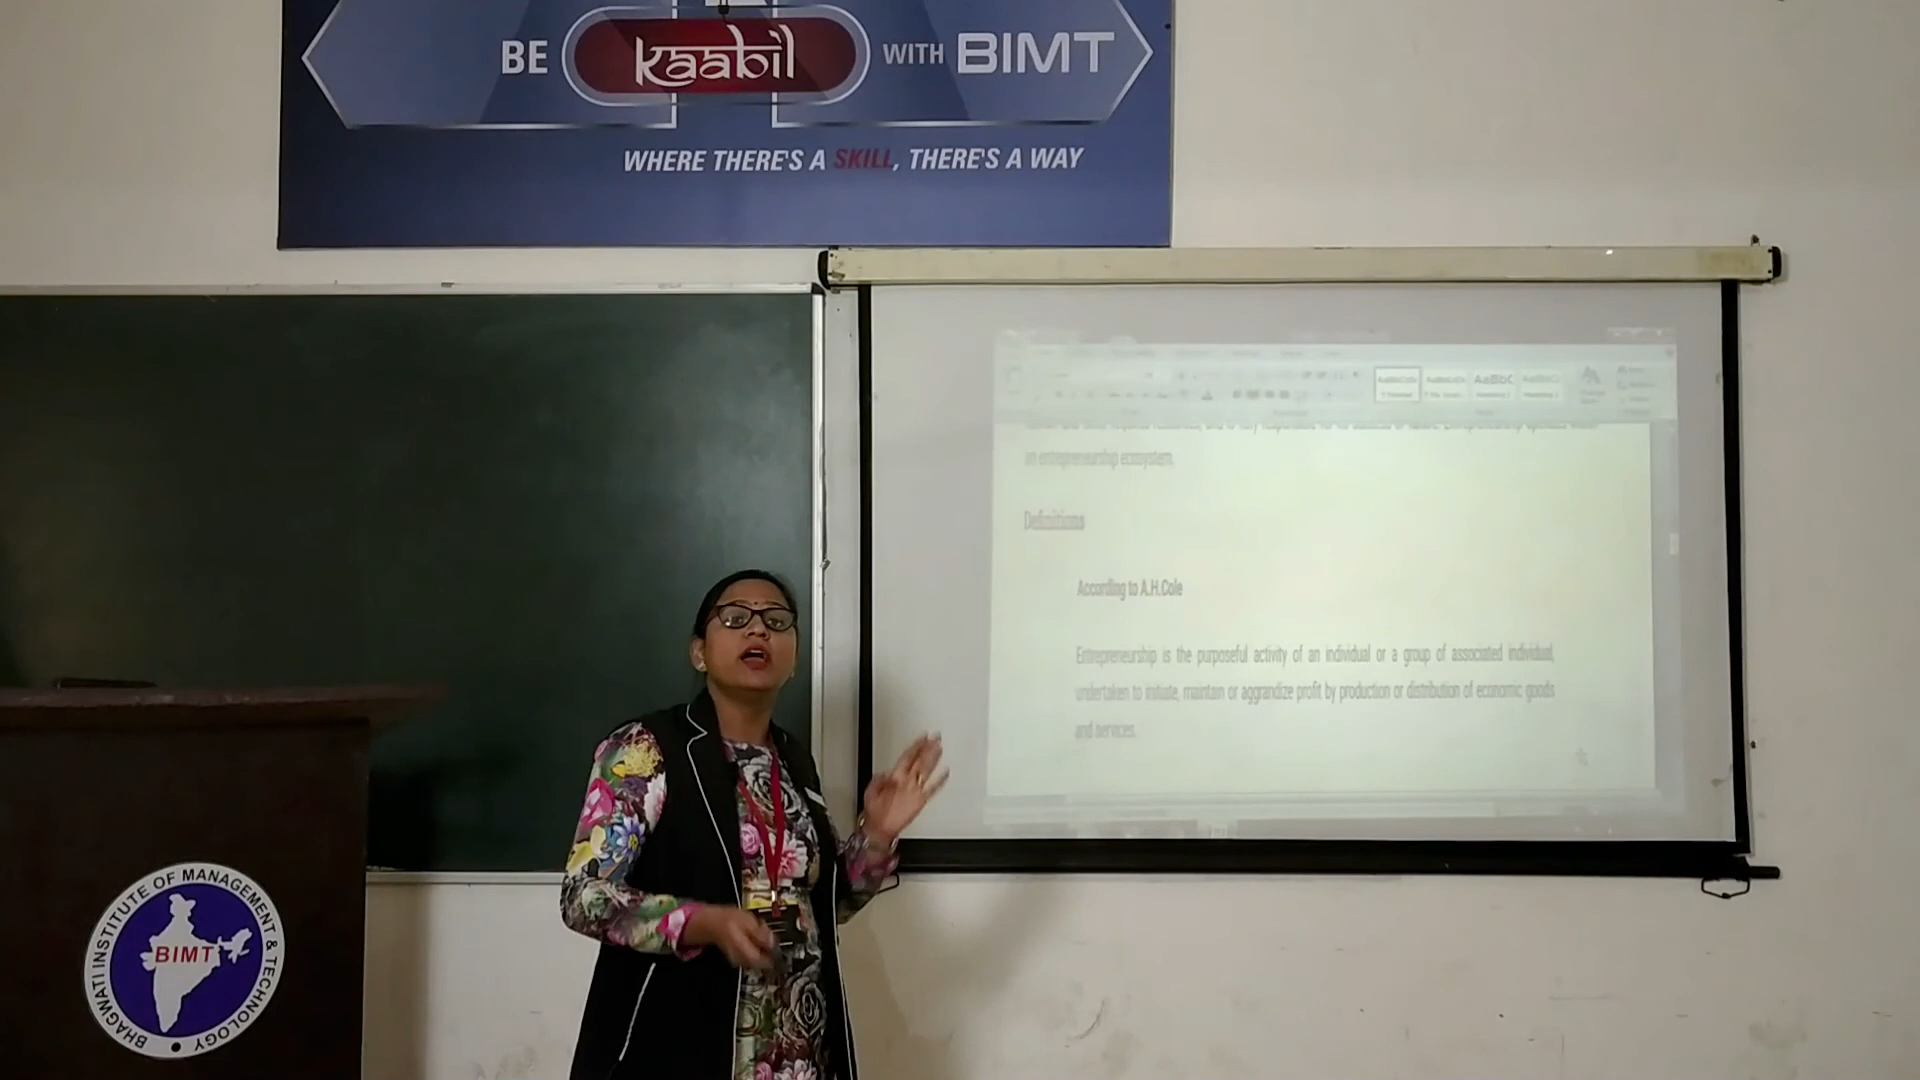 BE kaabil WITH BIMT
WHERE THERE'S A SKILL, THERE'S A WAY
an entrepreneurship ecosystem.
Definitions
According to A.H.Cole
Entrepreneurship is the purposeful activity of an individual or a group of associated individual,
undertaken to initiate, maintain or aggrandize profit by production or distribution of economic goods
and services.
BHAGWATI INSTITUTE OF MANAGEMENT & TECHNOLOGY
BIMT